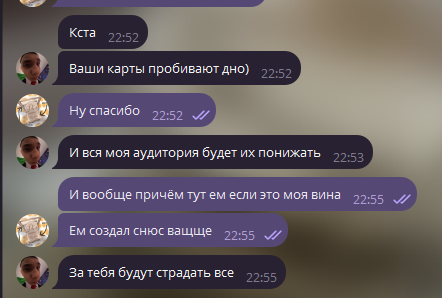 Кста
22:52
Ваши карты пробивают дно)
22:52
Ну спасибо
22:52
И вся моя аудитория будет их понижать
22:53
И вообще причём тут ем если это моя вина
22:55
Ем создал снюс ващще
22:55
За тебя будут страдать все
22:55